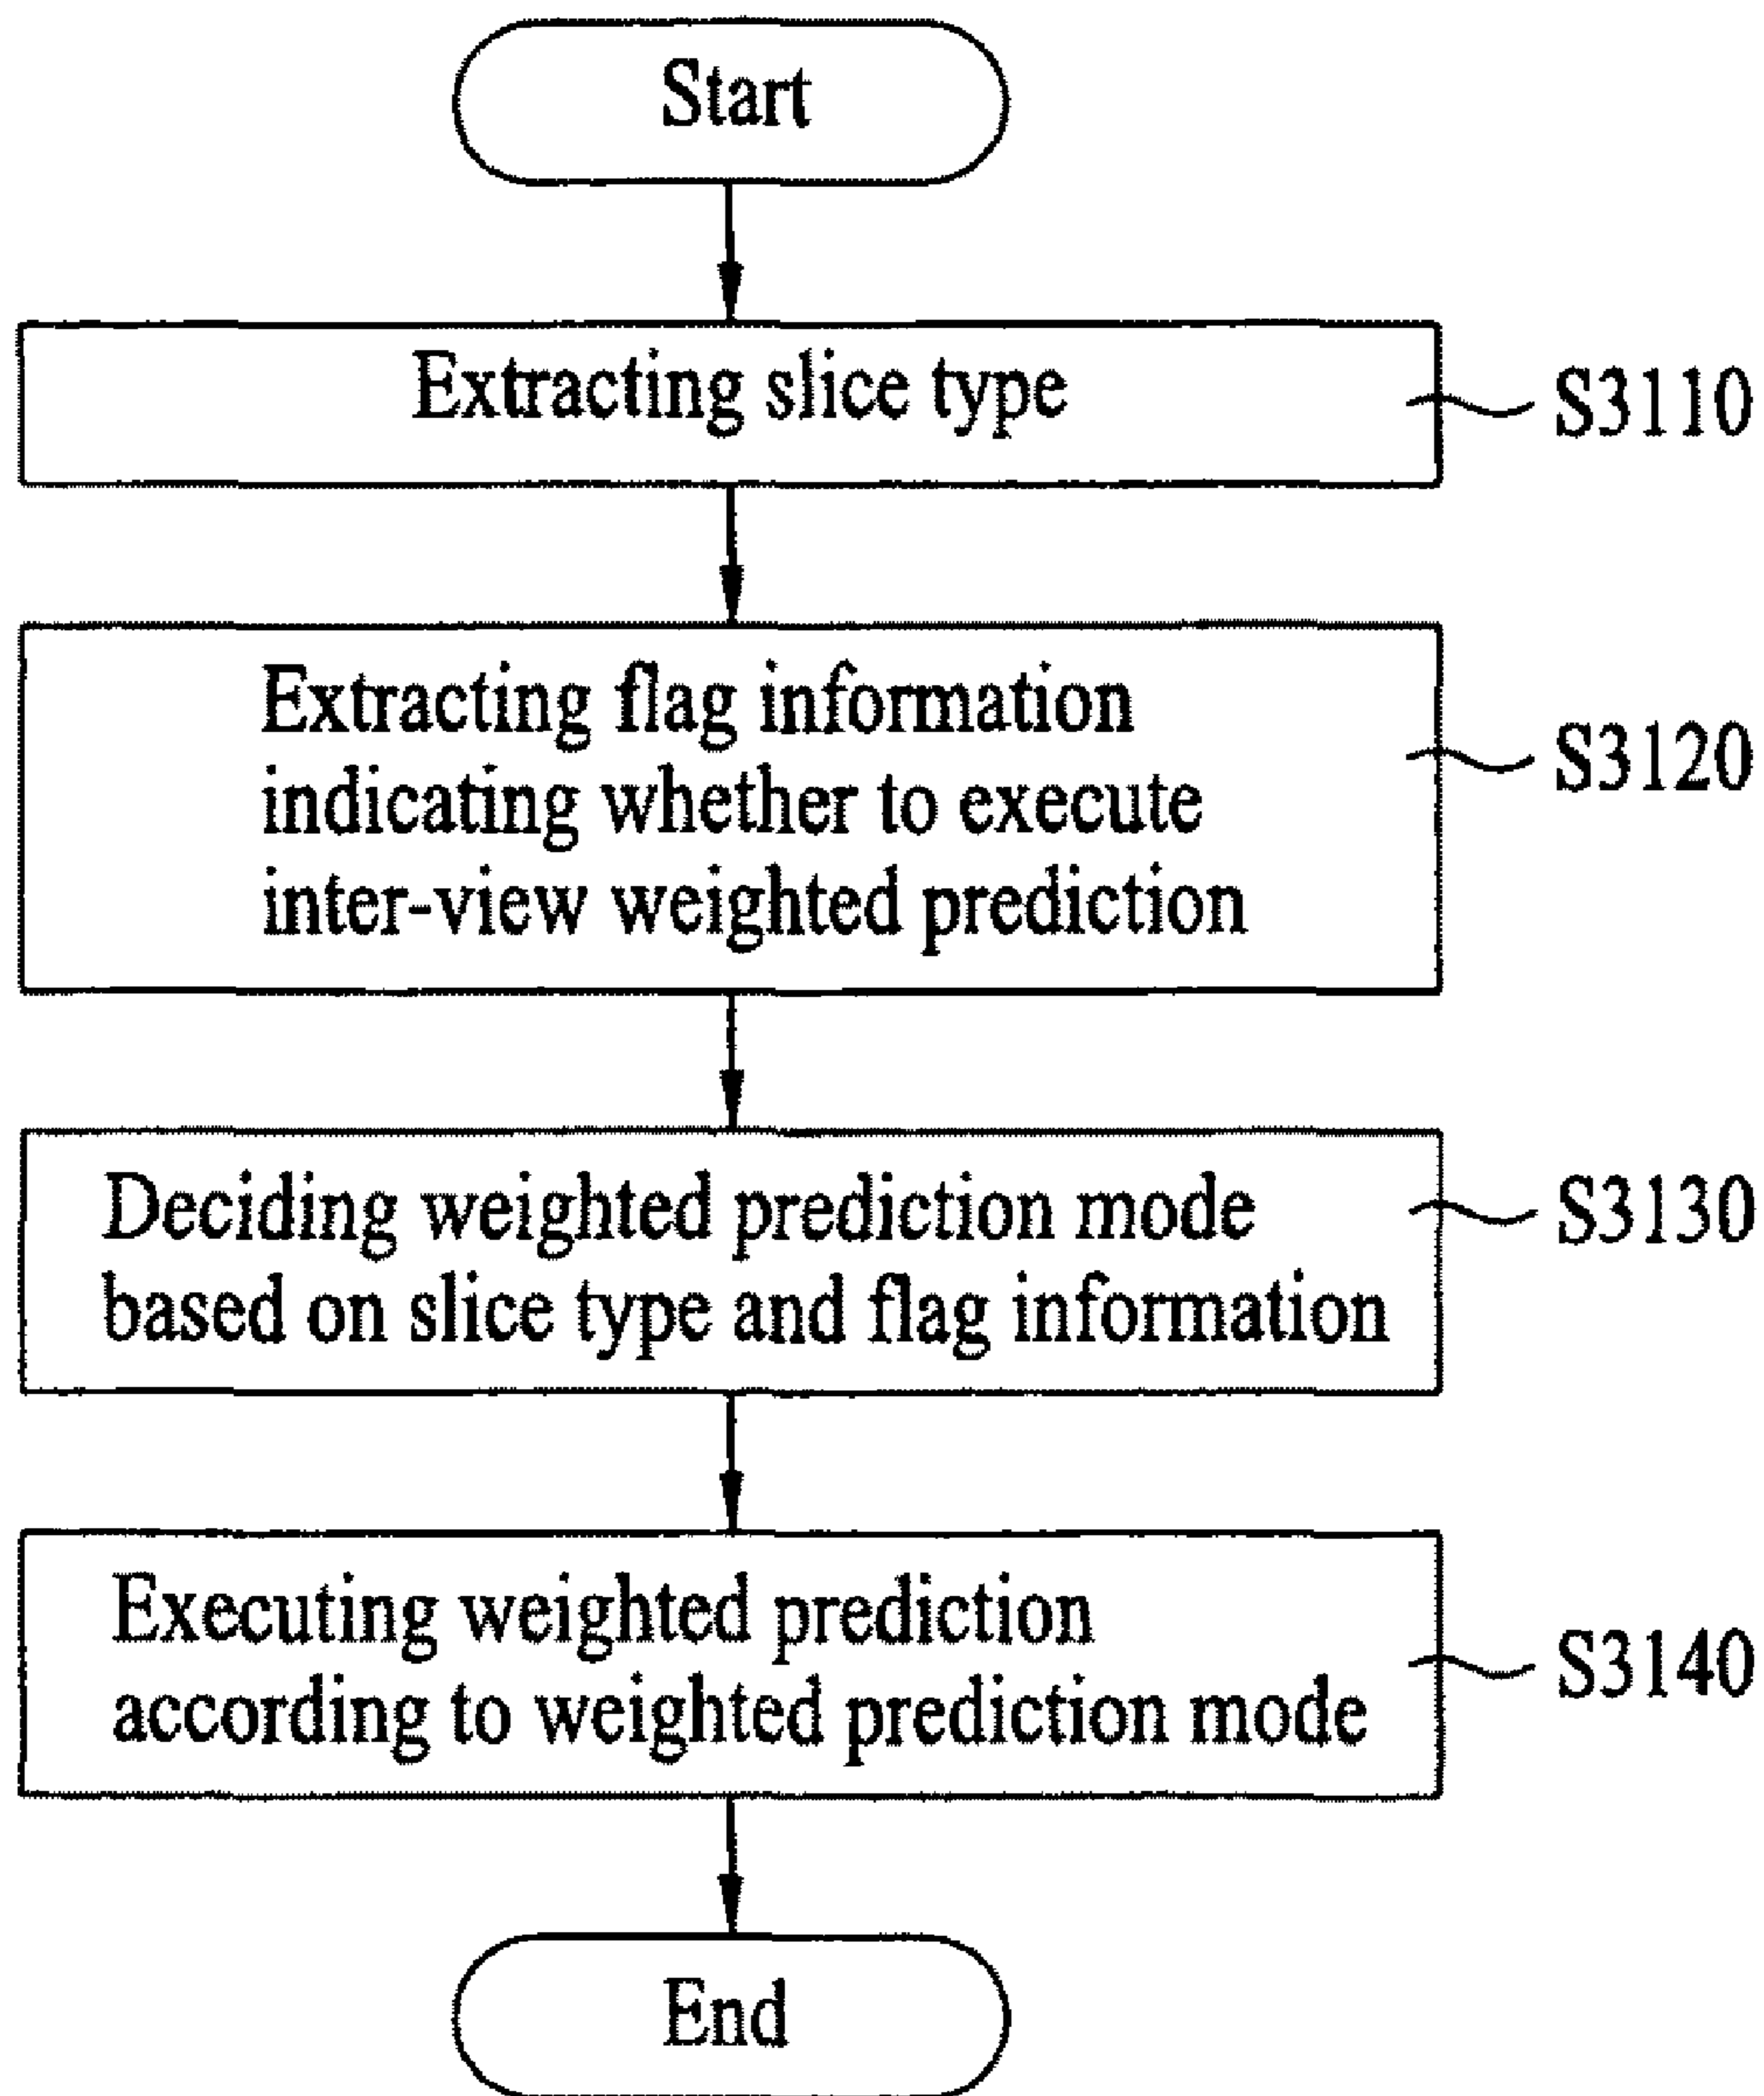 Start
Extracting slice type
S3110
Extracting flag information
indicating whether to execute
inter-view weighted prediction
S3120
Deciding weighted prediction mode
based on slice type and flag information
S3130
Executing weighted prediction
according to weighted prediction mode
S3140
End